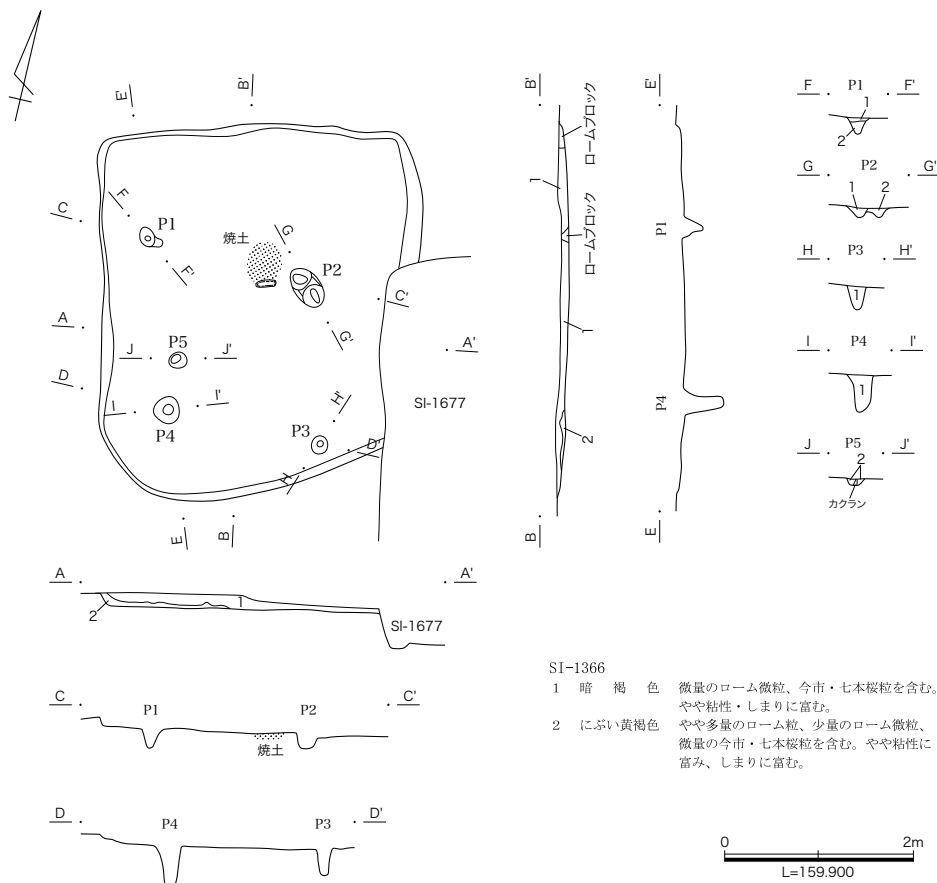 E'
B'
C
F
P1
F'
焼土
G
P2
C'
G'
A
A'
P5
J
J'
D
I
I'
P4
H'
P3
D'
H
SI-1677
E
B
B'
ロームブロック
1
ロームブロック
1
2
B
E'
P1
P4
E
F
P1
F'
1
2
G
P2
G'
1
2
H
P3
H'
1
I
P4
I'
1
J
P5
J'
2
1
カクラン
A
A'
2
1
SI-1677
C
C'
P1
P2
焼土
D
D'
P4
P3
SI-1366
1 暗 褐 色 微量のローム微粒、今市・七本桜粒を含む。
やや粘性・しまりに富む。
2 にぶい黄褐色 やや多量のローム粒、少量のローム微粒、
微量の今市・七本桜粒を含む。やや粘性に
富み、しまりに富む。
0 2m
L=159.900